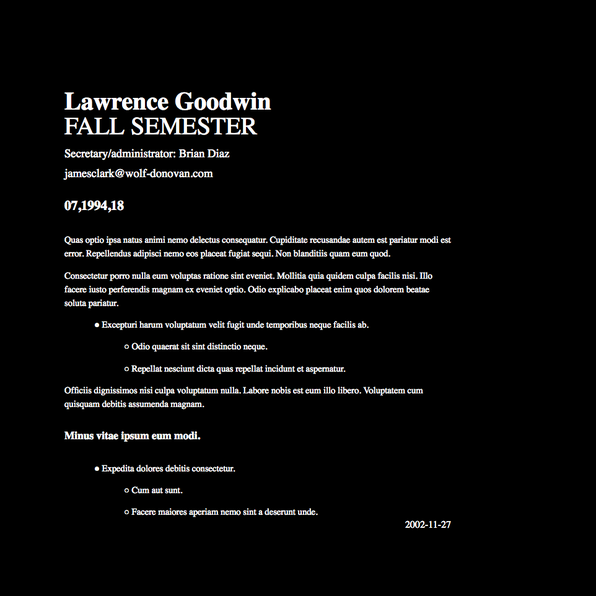 Lawrence Goodwin
FALL SEMESTER
Secretary/administrator: Brian Diaz
jamesclark@wolf-donovan.com
07,1994,18
Quas optio ipsa natus animi nemo delectus consequatur. Cupiditate recusandae autem est pariatur modi est
error. Repellendus adipisci nemo eos placeat fugiat sequi. Non blanditiis quam eum quod.
Consectetur porro nulla eum voluptas ratione sint eveniet. Mollitia quia quidem culpa facilis nisi. Illo
facere iusto perferendis magnam ex eveniet optio. Odio explicabo placeat enim quos dolorem beatae
soluta pariatur.
• Excepturi harum voluptatum velit fugit unde temporibus neque facilis ab.
○ Odio quaerat sit sint distinctio neque.
○ Repellat nesciunt dicta quas repellat incidunt et aspernatur.
Officiis dignissimos nisi culpa voluptatum nulla. Labore nobis est eum illo libero. Voluptatem cum
quisquam debitis assumenda magnam.
Minus vitae ipsum eum modi.
• Expedita dolores debitis consectetur.
○ Cum aut sunt.
○ Facere maiores aperiam nemo sint a deserunt unde.
2002-11-27